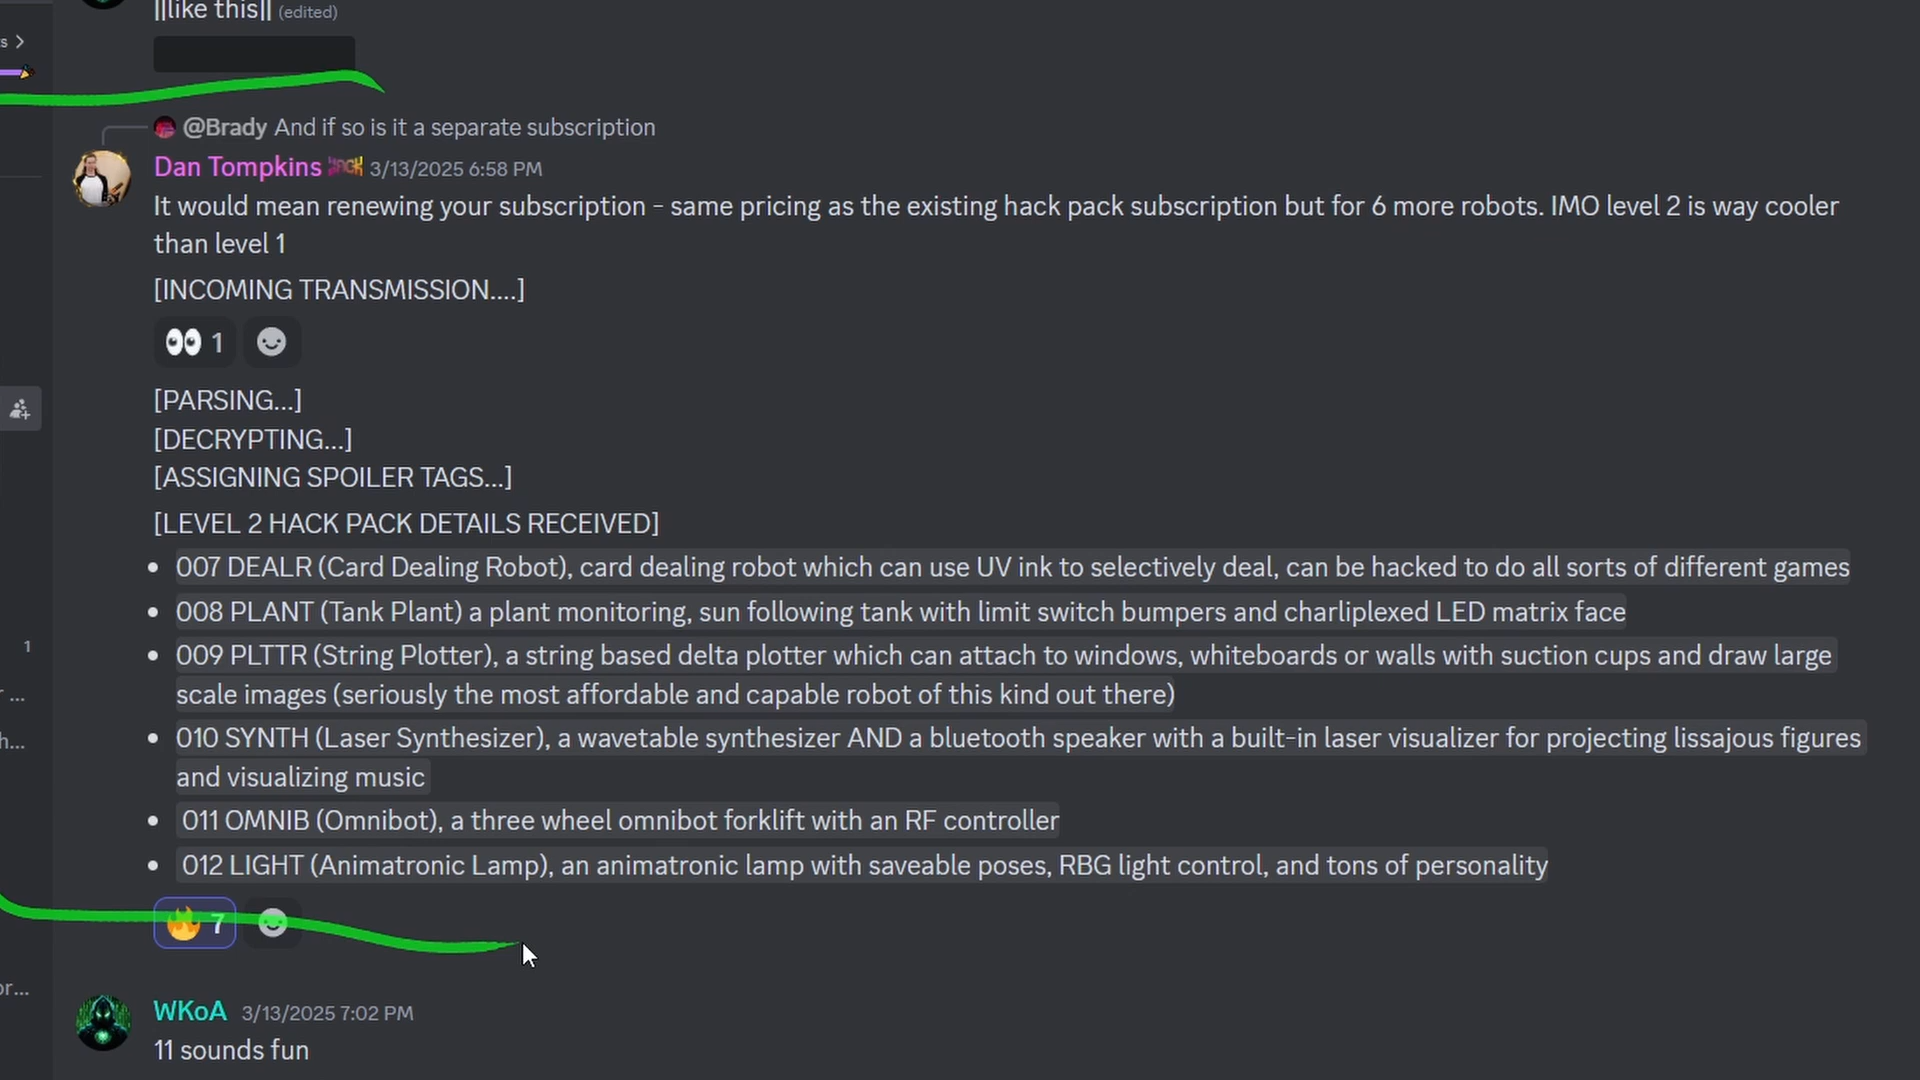 ||like this|| (edited)
s
@Brady And if so is it a separate subscription
Dan Tompkins HACK 3/13/2025 6:58 PM
It would mean renewing your subscription - same pricing as the existing hack pack subscription but for 6 more robots. IMO level 2 is way cooler
than level 1
[INCOMING TRANSMISSION....]
1
[PARSING...]
[DECRYPTING...]
[ASSIGNING SPOILER TAGS...]
[LEVEL 2 HACK PACK DETAILS RECEIVED]
• 007 DEALR (Card Dealing Robot), card dealing robot which can use UV ink to selectively deal, can be hacked to do all sorts of different games
• 008 PLANT (Tank Plant) a plant monitoring, sun following tank with limit switch bumpers and charliplexed LED matrix face
1
• 009 PLTTR (String Plotter), a string based delta plotter which can attach to windows, whiteboards or walls with suction cups and draw large
r ...
scale images (seriously the most affordable and capable robot of this kind out there)
• 010 SYNTH (Laser Synthesizer), a wavetable synthesizer AND a bluetooth speaker with a built-in laser visualizer for projecting lissajous figures
h...
and visualizing music
• 011 OMNIB (Omnibot), a three wheel omnibot forklift with an RF controller
• 012 LIGHT (Animatronic Lamp), an animatronic lamp with saveable poses, RBG light control, and tons of personality
7
or...
WKoA 3/13/2025 7:02 PM
11 sounds fun